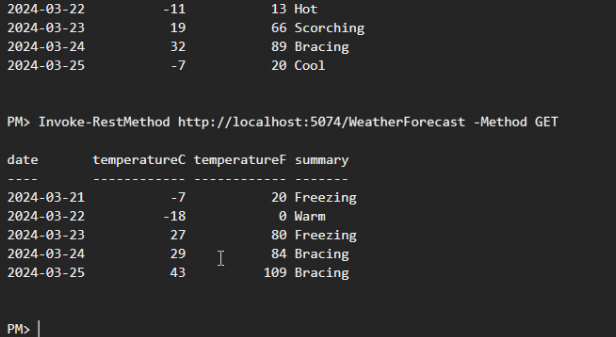 2024-03-22 -11 13 Hot
2024-03-23 19 66 Scorching
2024-03-24 32 89 Bracing
2024-03-25 -7 20 Cool
PM> Invoke-RestMethod http://localhost:5074/WeatherForecast -Method GET
date temperatureC temperatureF summary
---- ------------ ------------ -------
2024-03-21 -7 20 Freezing
2024-03-22 -18 0 Warm
2024-03-23 27 80 Freezing
2024-03-24 29 84 Bracing
2024-03-25 43 109 Bracing
PM>